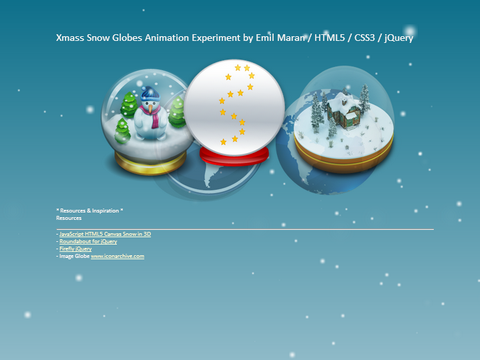 Xmass Snow Globes Animation Experiment by Emil Maran / HTML5 / CSS3 / jQuery
* Resources & Inspiration *
Resources
- JavaScript HTML5 Canvas Snow in 3D
- Roundabout for jQuery
- Firefly jQuery
- Image Globe www.iconarchive.com